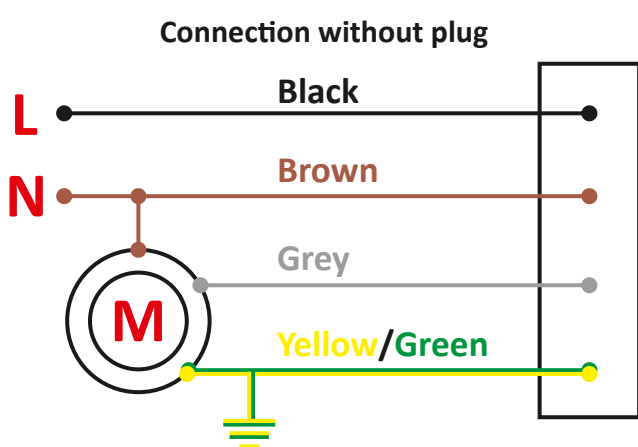 Connection without plug
Black
L
Brown
N
Grey
M
Yellow/Green